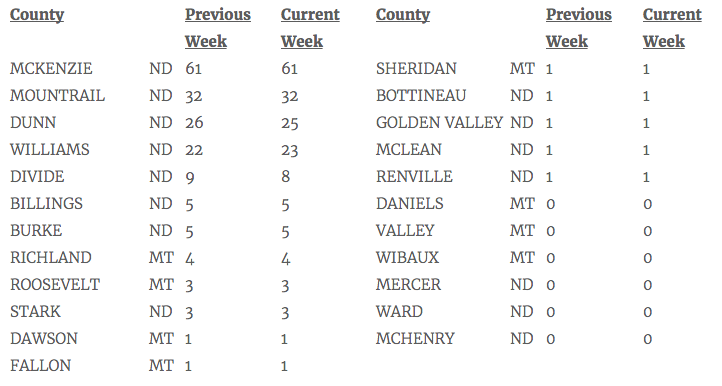 County Previous Week Current Week
MCKENZIE ND 61 61
MOUNTRAIL ND 32 32
DUNN ND 26 25
WILLIAMS ND 22 23
DIVIDE ND 9 8
BILLINGS ND 5 5
BURKE ND 5 5
RICHLAND MT 4 4
ROOSEVELT MT 3 3
STARK ND 3 3
DAWSON MT 1 1
FALLON MT 1 1
County Previous Week Current Week
SHERIDAN MT 1 1
BOTTINEAU ND 1 1
GOLDEN VALLEY ND 1 1
MCLEAN ND 1 1
RENVILLE ND 1 1
DANIELS MT 0 0
VALLEY MT 0 0
WIBAUX MT 0 0
MERCER ND 0 0
WARD ND 0 0
MCHENRY ND 0 0